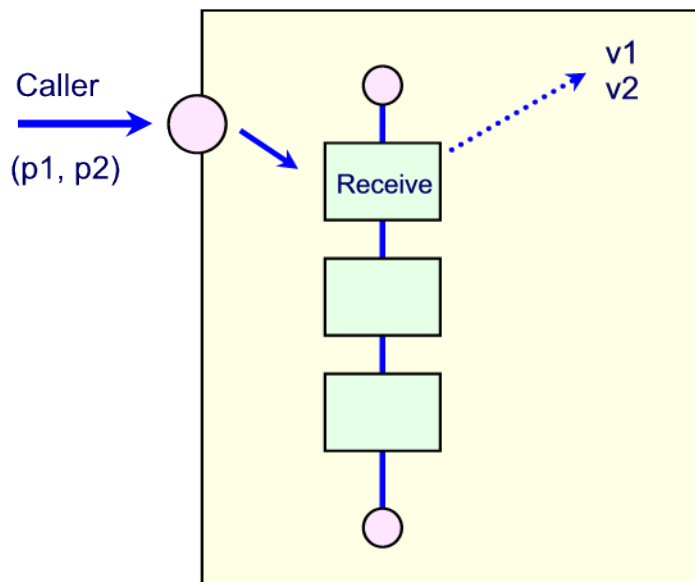 Caller
(p1, p2)
Receive
v1
v2